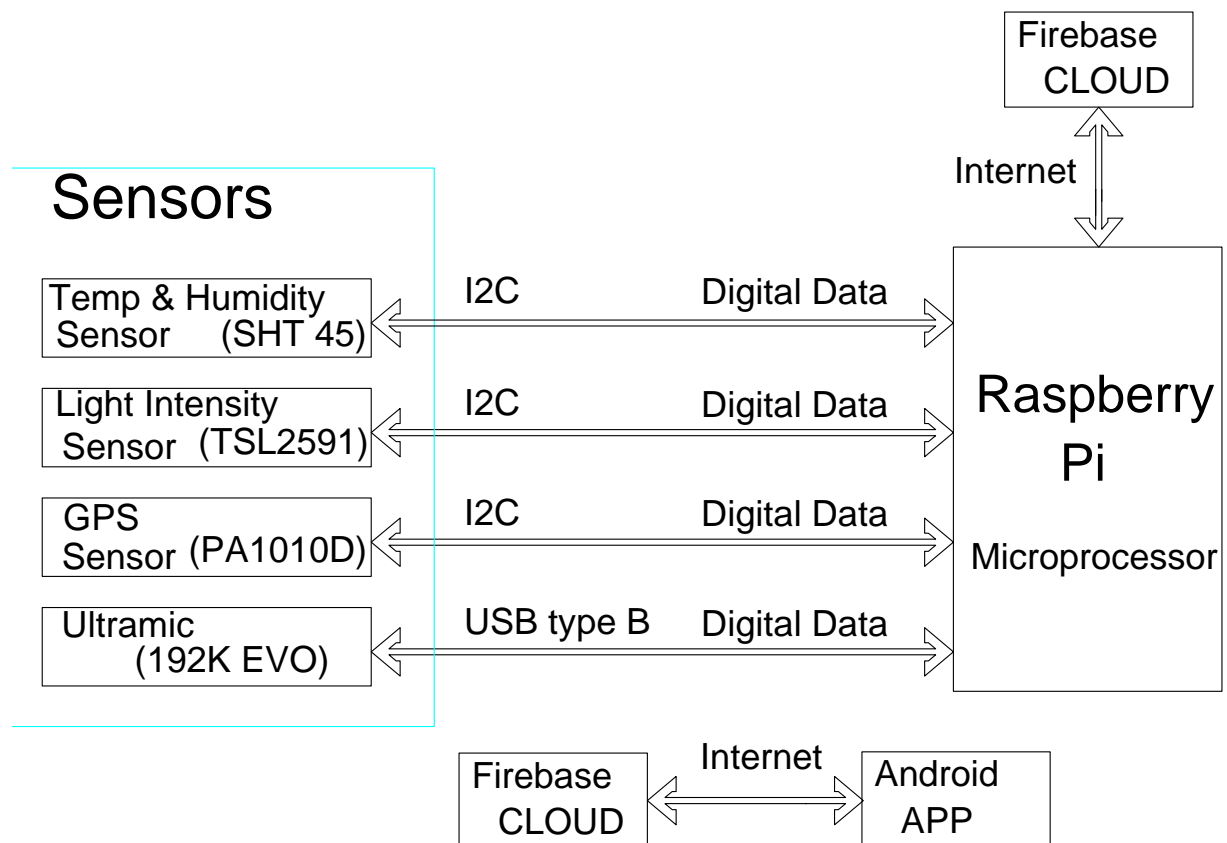 Firebase
CLOUD
Internet
Sensors
Temp & Humidity
Sensor (SHT 45)
I2C Digital Data
Light Intensity
Sensor (TSL2591)
I2C Digital Data
GPS
Sensor (PA1010D)
I2C Digital Data
Ultramic
(192K EVO)
USB type B Digital Data
Raspberry
Pi
Microprocessor
Firebase
CLOUD
Internet
Android
APP